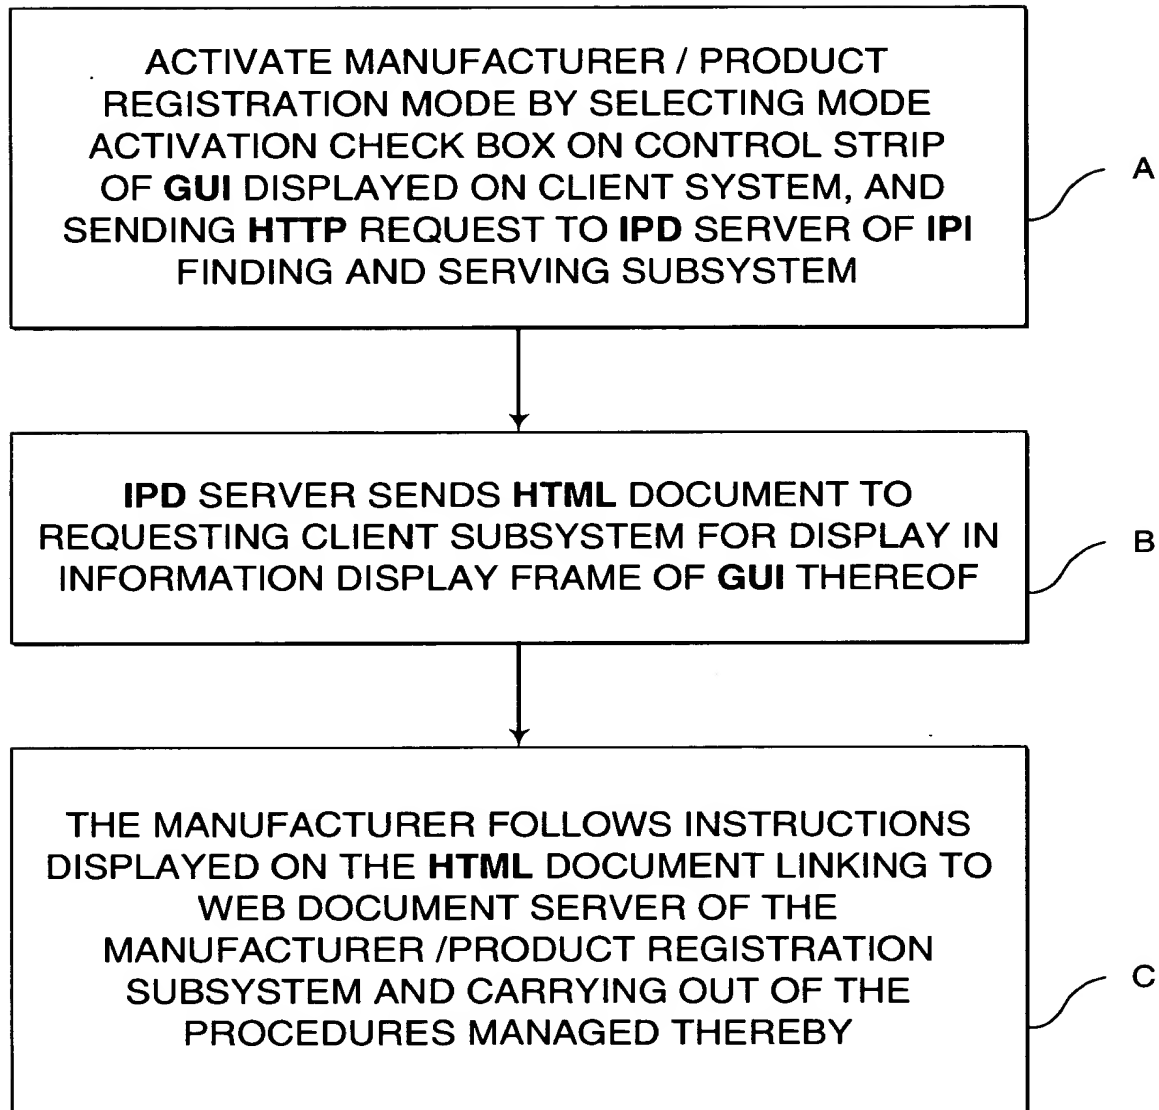 ACTIVATE MANUFACTURER / PRODUCT
REGISTRATION MODE BY SELECTING MODE
ACTIVATION CHECK BOX ON CONTROL STRIP
OF GUI DISPLAYED ON CLIENT SYSTEM, AND
SENDING HTTP REQUEST TO IPD SERVER OF IPI
FINDING AND SERVING SUBSYSTEM
A
IPD SERVER SENDS HTML DOCUMENT TO
REQUESTING CLIENT SUBSYSTEM FOR DISPLAY IN
INFORMATION DISPLAY FRAME OF GUI THEREOF
B
THE MANUFACTURER FOLLOWS INSTRUCTIONS
DISPLAYED ON THE HTML DOCUMENT LINKING TO
WEB DOCUMENT SERVER OF THE
MANUFACTURER /PRODUCT REGISTRATION
SUBSYSTEM AND CARRYING OUT OF THE
PROCEDURES MANAGED THEREBY
C